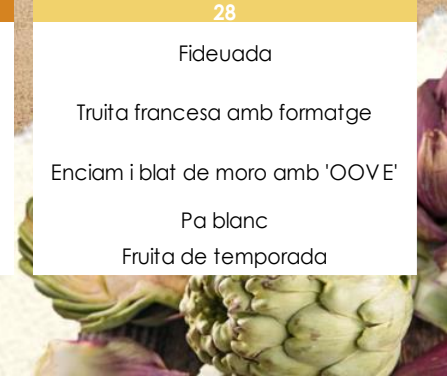 28
Fideuada
Truita francesa amb formatge
Enciam i blat de moro amb 'OOVE'
Pa blanc
Fruita de temporada